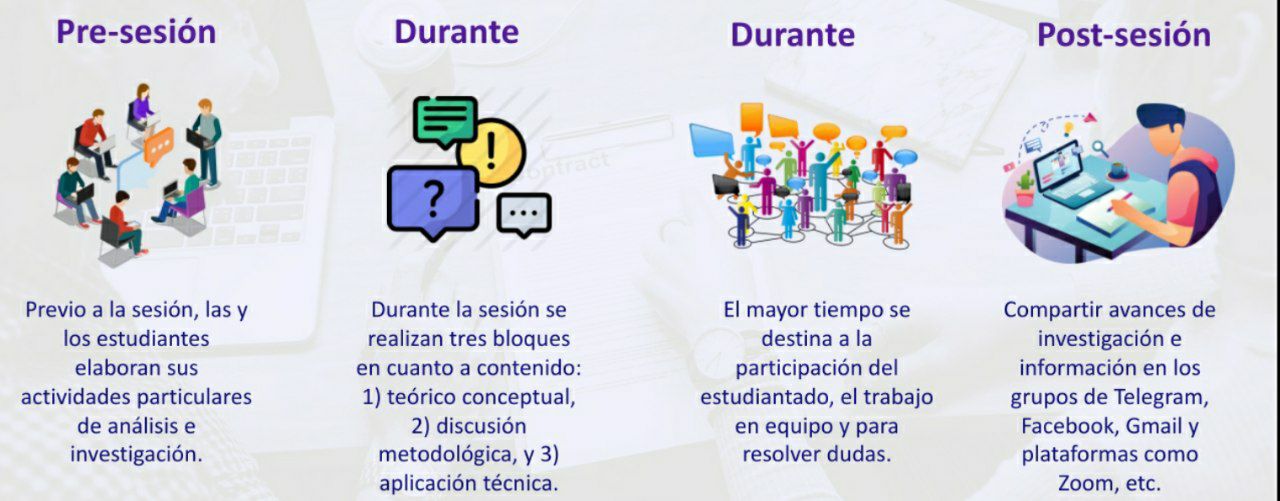 Pre-sesión
Previo a la sesión, las y
los estudiantes
elaboran sus
actividades particulares
de análisis e
investigación.
Durante
Durante la sesión se
realizan tres bloques
en cuanto a contenido:
1) teórico conceptual,
2) discusión
metodológica, y 3)
aplicación técnica.
Durante
El mayor tiempo se
destina a la
participación del
estudiantado, el trabajo
en equipo y para
resolver dudas.
Post-sesión
Compartir avances de
investigación e
información en los
grupos de Telegram,
Facebook, Gmail y
plataformas como
Zoom, etc.
contract